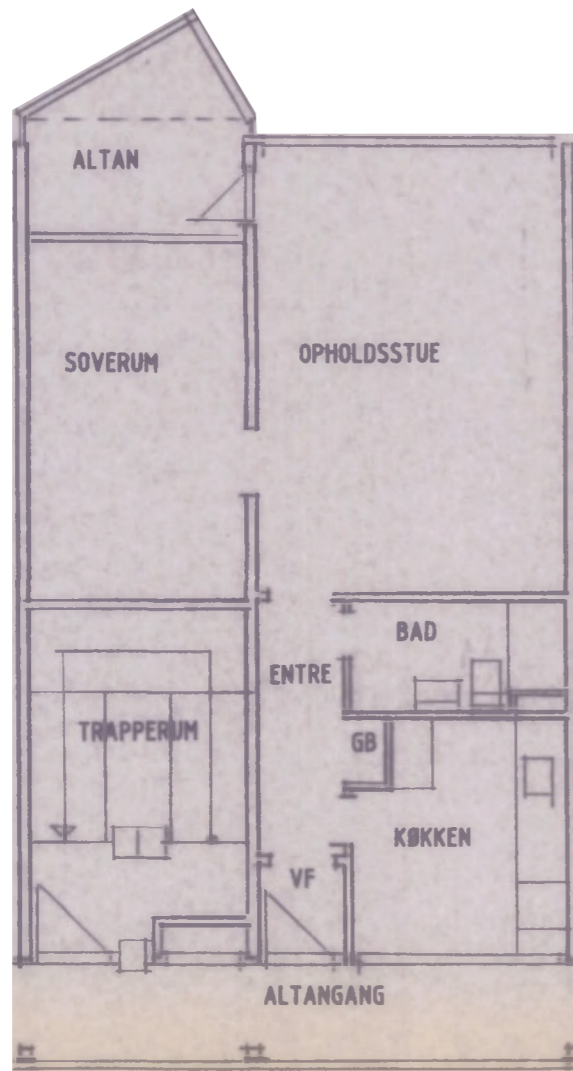 ALTAN
SOVERUM
OPHOLDSSTUE
BAD
ENTRE
TRAPPERUM
GB
KØKKEN
VF
ALTANGANG